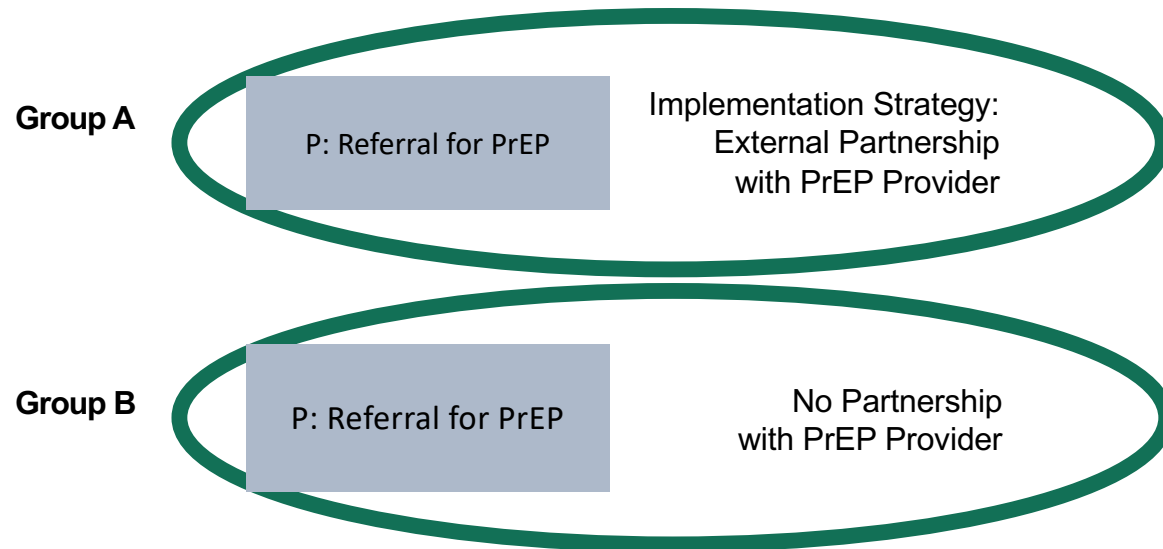 Group A
P: Referral for PrEP
Implementation Strategy:
External Partnership
with PrEP Provider
Group B
P: Referral for PrEP
No Partnership
with PrEP Provider